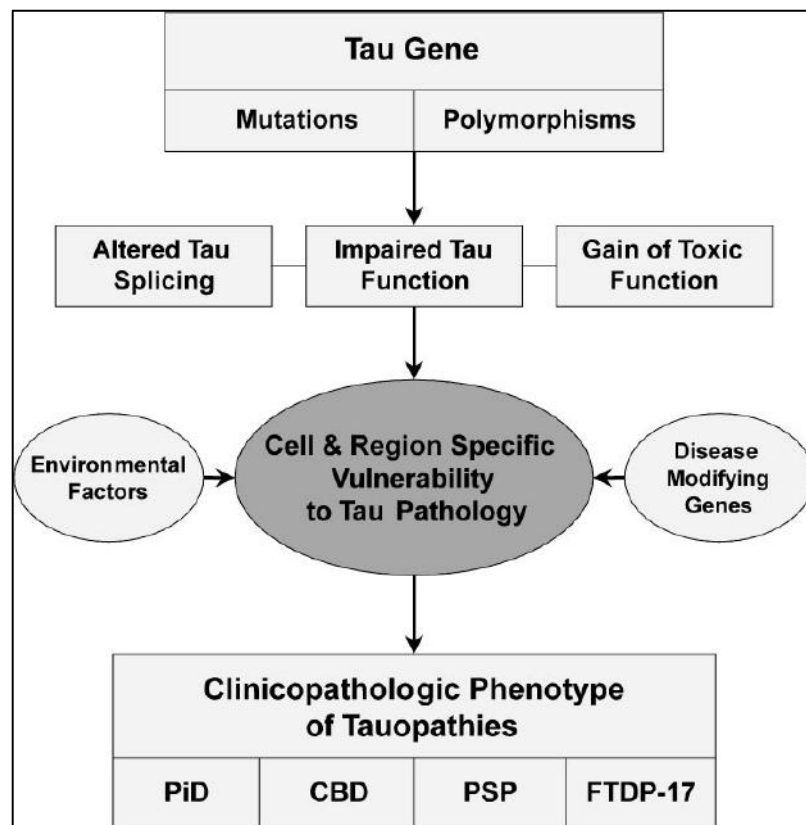 Tau Gene
Mutations
Polymorphisms
Altered Tau
Splicing
Impaired Tau
Function
Gain of Toxic
Function
Environmental
Factors
Cell & Region Specific
Vulnerability
to Tau Pathology
Disease
Modifying
Genes
Clinicopathologic Phenotype
of Tauopathies
PiD
CBD
PSP
FTDP-17